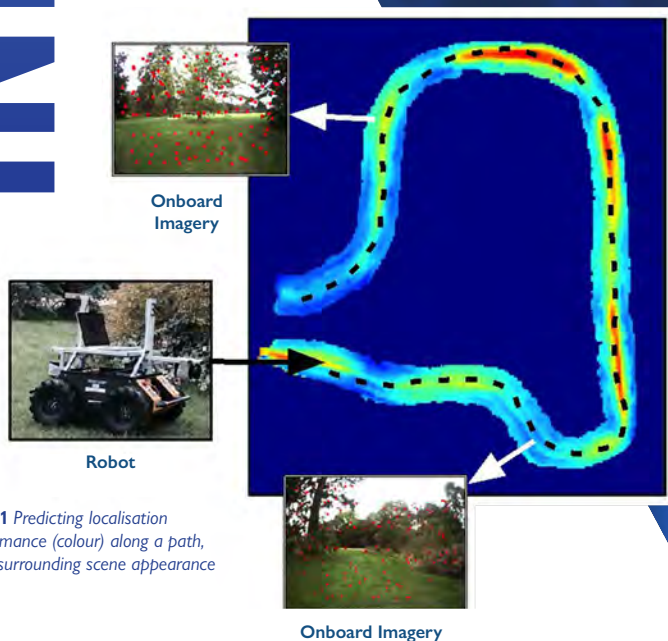 Onboard
Imagery
Robot
1 Predicting localisation
mance (colour) along a path,
surrounding scene appearance
Onboard Imagery